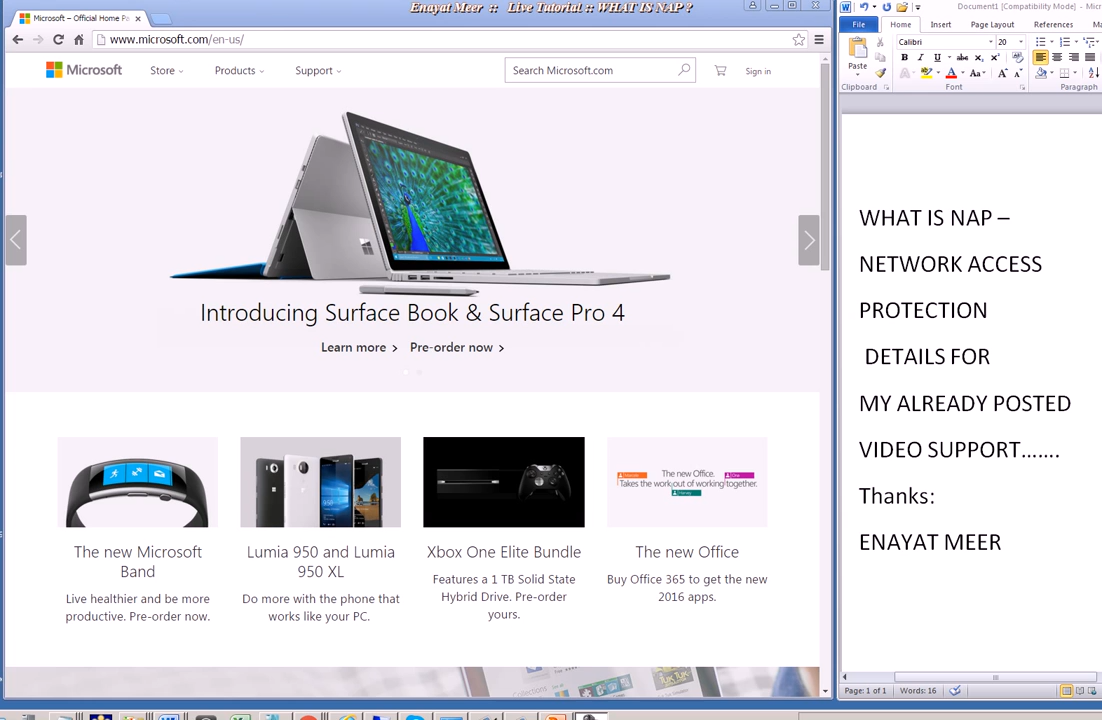 Enayat Meer :: Live Tutorial :: WHAT IS NAP ?
Microsoft – Official Home Pa
www.microsoft.com/en-us/
Microsoft
Store
Products
Support
Search Microsoft.com
Sign in
Introducing Surface Book & Surface Pro 4
Learn more
Pre-order now
The new Office.
Takes the work out of working together.
The new Microsoft
Band
Live healthier and be more
productive. Pre-order now.
Lumia 950 and Lumia
950 XL
Do more with the phone that
works like your PC.
Xbox One Elite Bundle
Features a 1 TB Solid State
Hybrid Drive. Pre-order
yours.
The new Office
Buy Office 365 to get the new
2016 apps.
Collections
Document1 [Compatibility Mode] - Micr
File
Home
Insert
Page Layout
References
Ma
Calibri
20
Paste
B I U abc x₂ x²
Clipboard
Font
Paragraph
WHAT IS NAP –
NETWORK ACCESS
PROTECTION
DETAILS FOR
MY ALREADY POSTED
VIDEO SUPPORT.......
Thanks:
ENAYAT MEER
Page: 1 of 1
Words: 16